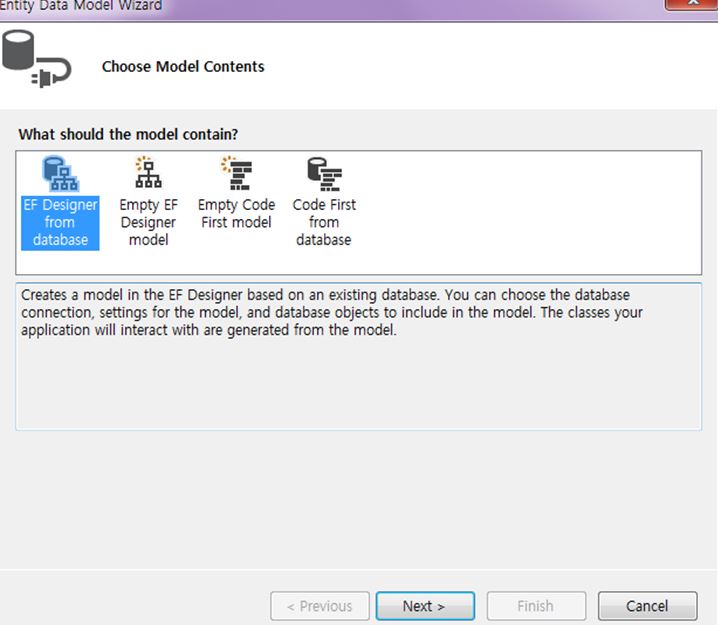 Entity Data Model Wizard
Choose Model Contents
What should the model contain?
EF Designer
from
database
Empty EF
Designer
model
Empty Code
First model
Code First
from
database
Creates a model in the EF Designer based on an existing database. You can choose the database
connection, settings for the model, and database objects to include in the model. The classes your
application will interact with are generated from the model.
< Previous
Next >
Finish
Cancel